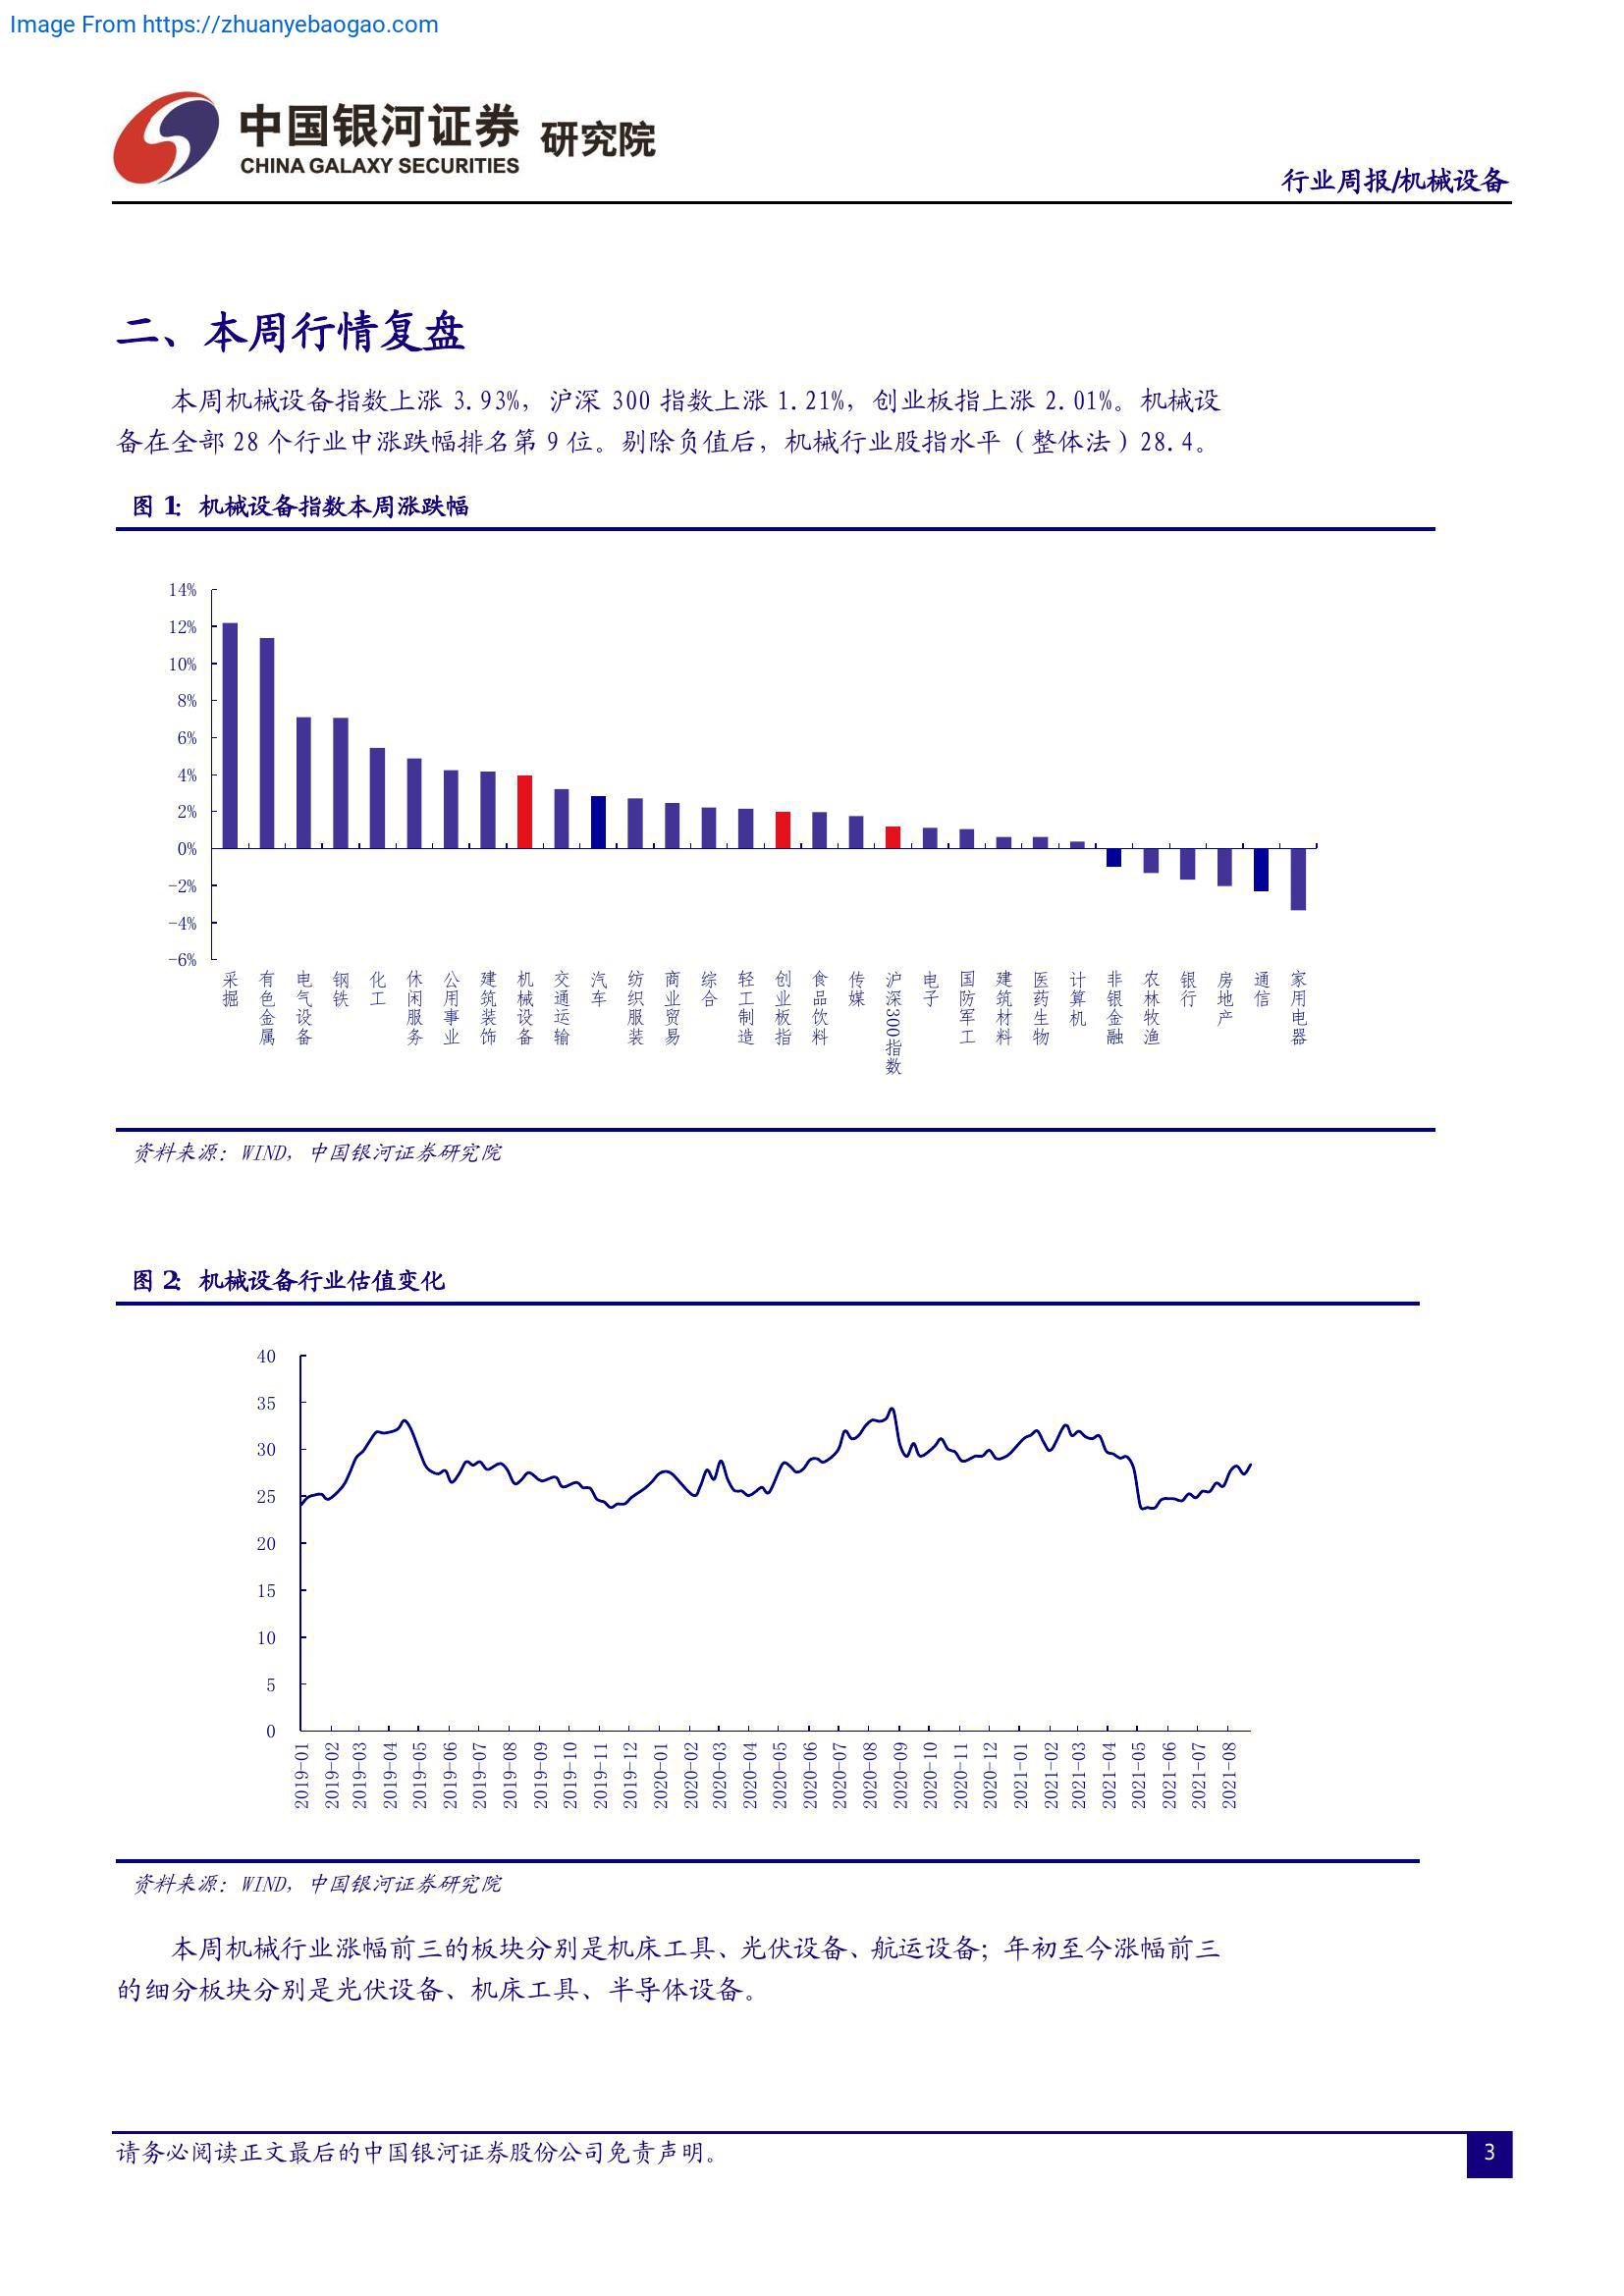 Image From https://zhuanyebaogao.com
中国银河证券 研究院
CHINA GALAXY SECURITIES
行业周报/机械设备
二、本周行情复盘
本周机械设备指数上涨 3.93%，沪深 300 指数上涨 1.21%，创业板指上涨 2.01%。机械设
备在全部 28 个行业中涨跌幅排名第 9 位。剔除负值后，机械行业股指水平（整体法）28.4。
图 1：机械设备指数本周涨跌幅
14%
12%
10%
8%
6%
4%
2%
0%
-2%
-4%
-6%
采掘
有色金属
电气设备
钢铁
化工
休闲服务
公用事业
建筑装饰
机械设备
交通运输
汽车
纺织服装
商业贸易
综合
轻工制造
创业板指
食品饮料
传媒
沪深300指数
电子
国防军工
建筑材料
医药生物
计算机
非银金融
农林牧渔
银行
房地产
通信
家用电器
资料来源：WIND，中国银河证券研究院
图 2：机械设备行业估值变化
40
35
30
25
20
15
10
5
0
2019-01
2019-02
2019-03
2019-04
2019-05
2019-06
2019-07
2019-08
2019-09
2019-10
2019-11
2019-12
2020-01
2020-02
2020-03
2020-04
2020-05
2020-06
2020-07
2020-08
2020-09
2020-10
2020-11
2020-12
2021-01
2021-02
2021-03
2021-04
2021-05
2021-06
2021-07
2021-08
资料来源：WIND，中国银河证券研究院
本周机械行业涨幅前三的板块分别是机床工具、光伏设备、航运设备；年初至今涨幅前三
的细分板块分别是光伏设备、机床工具、半导体设备。
请务必阅读正文最后的中国银河证券股份公司免责声明。
3